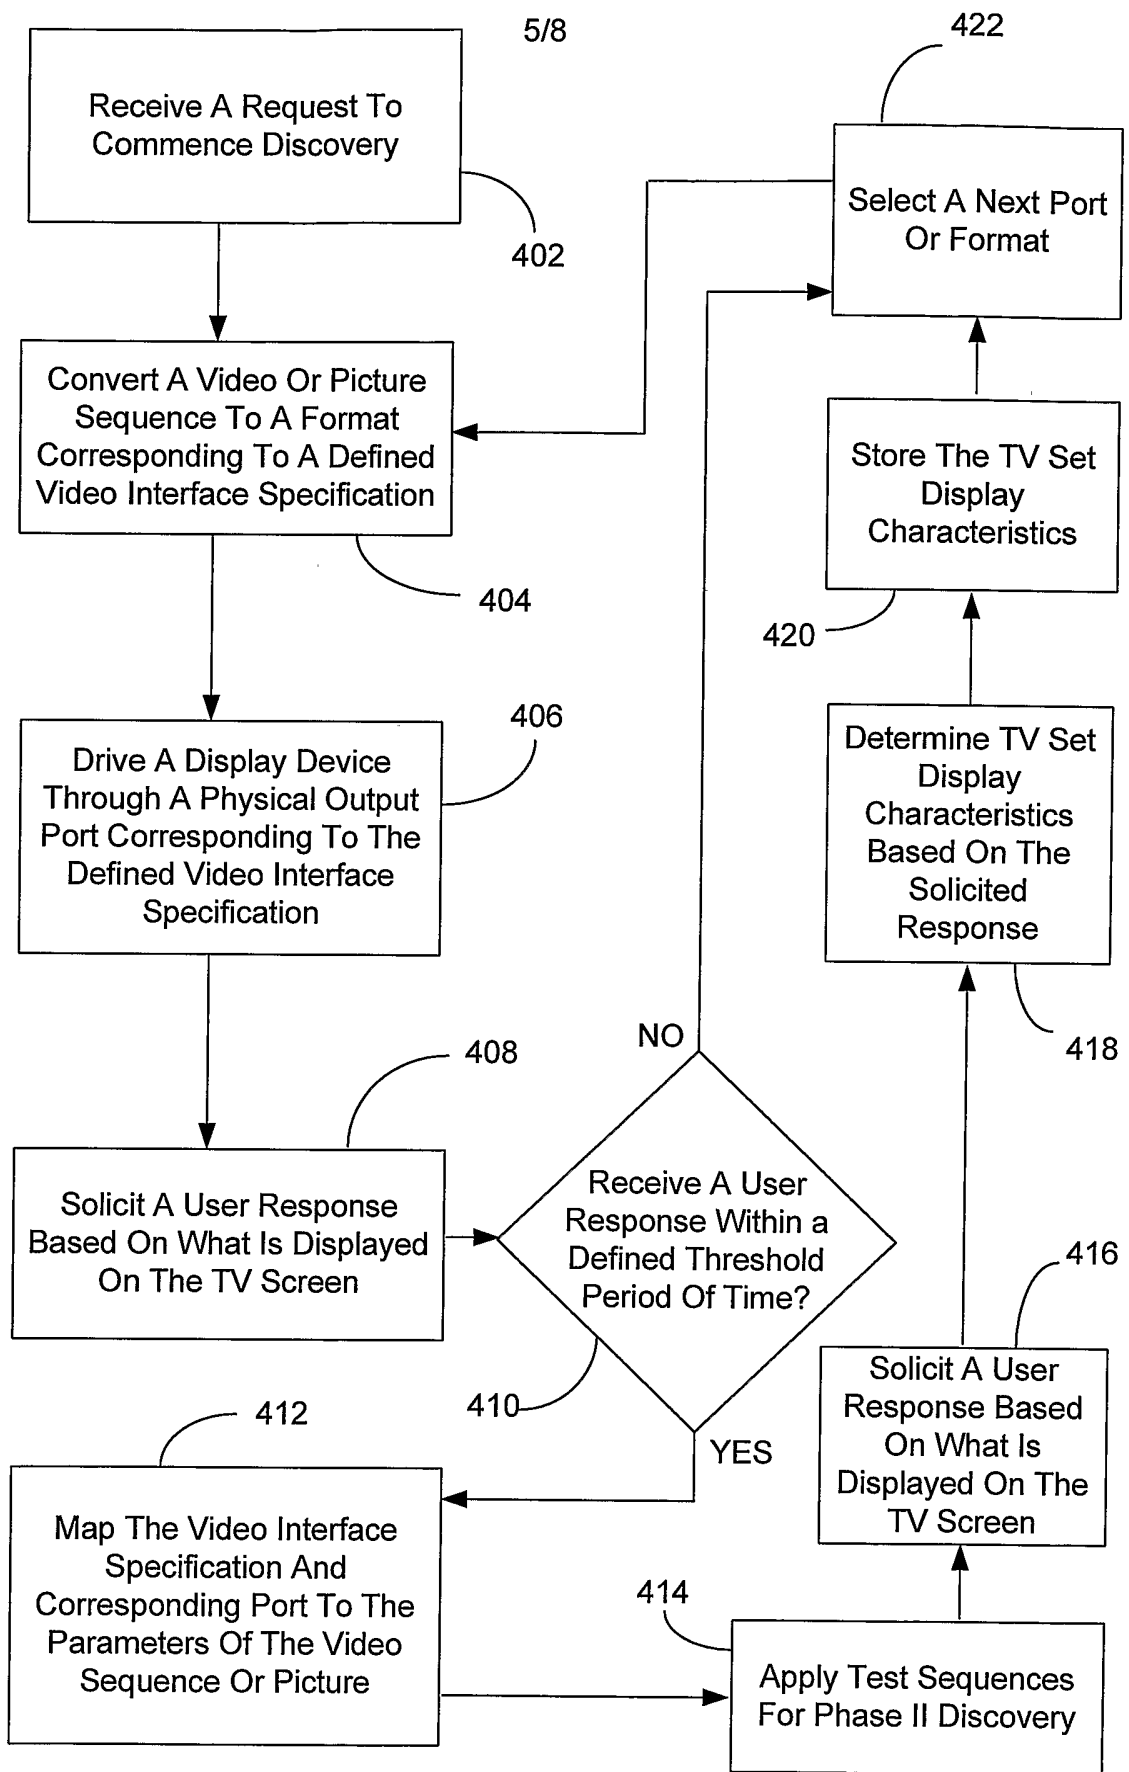 5/8
Receive A Request To
Commence Discovery
402
Convert A Video Or Picture
Sequence To A Format
Corresponding To A Defined
Video Interface Specification
404
Drive A Display Device
Through A Physical Output
Port Corresponding To The
Defined Video Interface
Specification
406
Solicit A User Response
Based On What Is Displayed
On The TV Screen
408
Receive A User
Response Within a
Defined Threshold
Period Of Time?
410
NO
YES
Map The Video Interface
Specification And
Corresponding Port To The
Parameters Of The Video
Sequence Or Picture
412
Apply Test Sequences
For Phase II Discovery
414
Solicit A User
Response Based
On What Is
Displayed On The
TV Screen
416
Determine TV Set
Display
Characteristics
Based On The
Solicited
Response
418
Store The TV Set
Display
Characteristics
420
Select A Next Port
Or Format
422